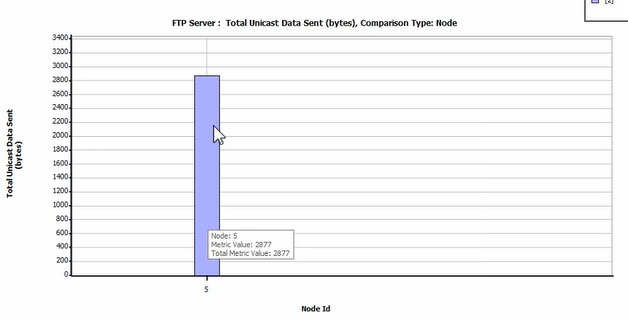 [2]
FTP Server : Total Unicast Data Sent (bytes), Comparison Type: Node
3400
3200
3000
2800
2600
2400
2200
2000
1800
1600
1400
1200
1000
800
600
400
200
0
Total Unicast Data Sent
(bytes)
Node: 5
Metric Value: 2877
Total Metric Value: 2877
5
Node Id